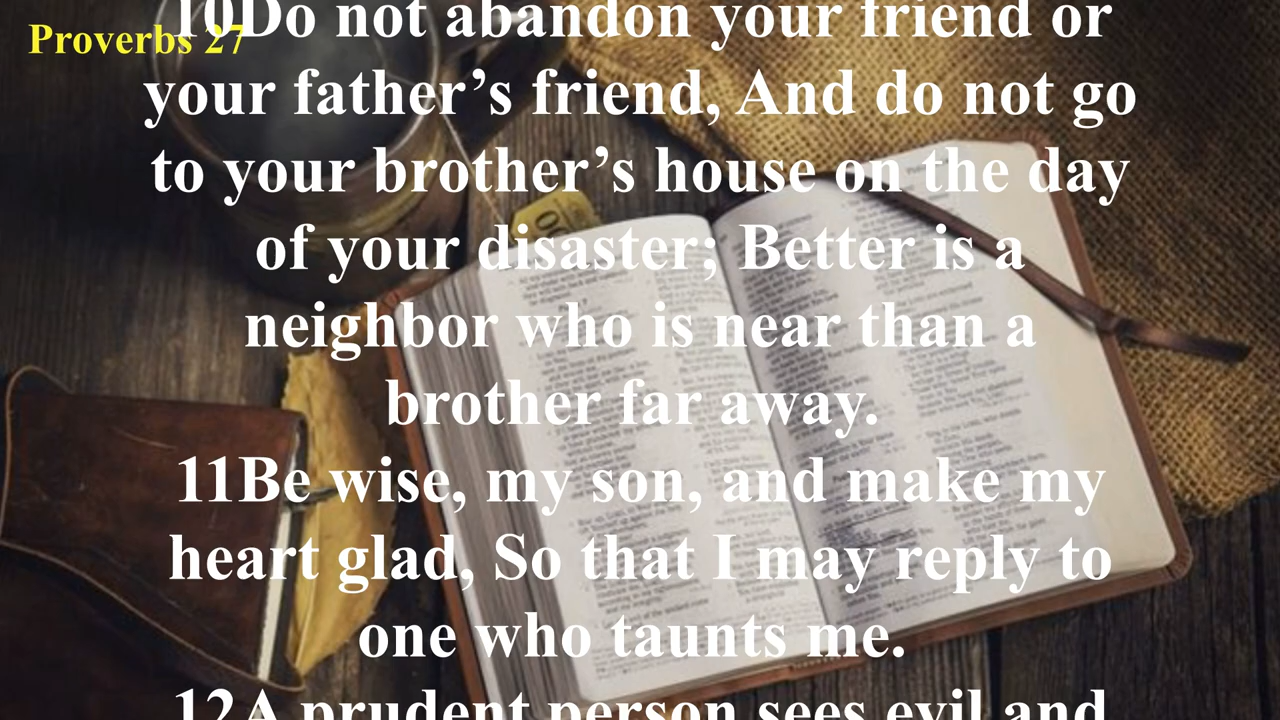 Proverbs 27
10Do not abandon your friend or
your father’s friend, And do not go
to your brother’s house on the day
of your disaster; Better is a
neighbor who is near than a
brother far away.
11Be wise, my son, and make my
heart glad, So that I may reply to
one who taunts me.
12A prudent person sees evil and